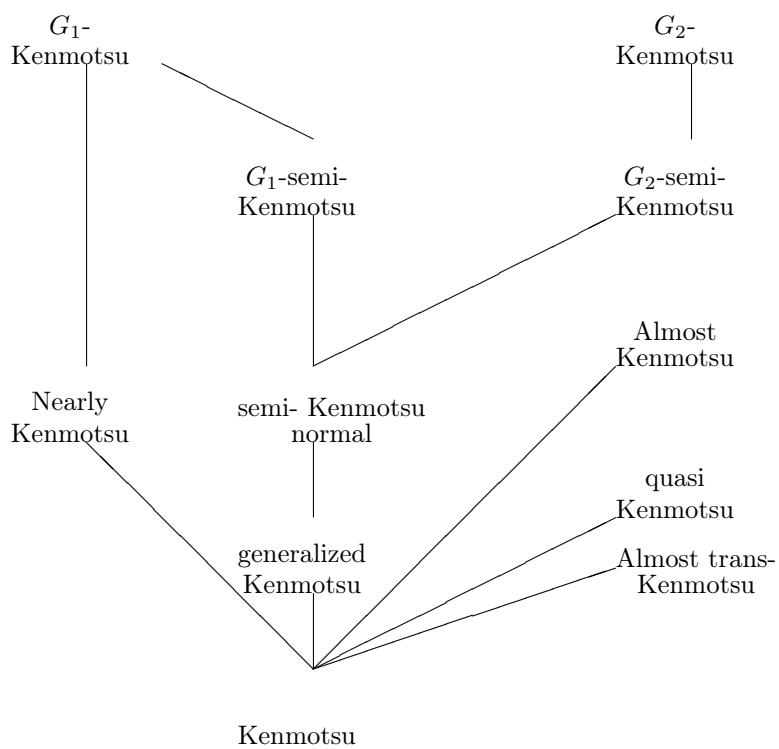 G₁-
Kenmotsu
G₂-
Kenmotsu
G₁-semi-
Kenmotsu
G₂-semi-
Kenmotsu
Almost
Kenmotsu
Nearly
Kenmotsu
semi- Kenmotsu
normal
quasi
Kenmotsu
generalized
Kenmotsu
Almost trans-
Kenmotsu
Kenmotsu